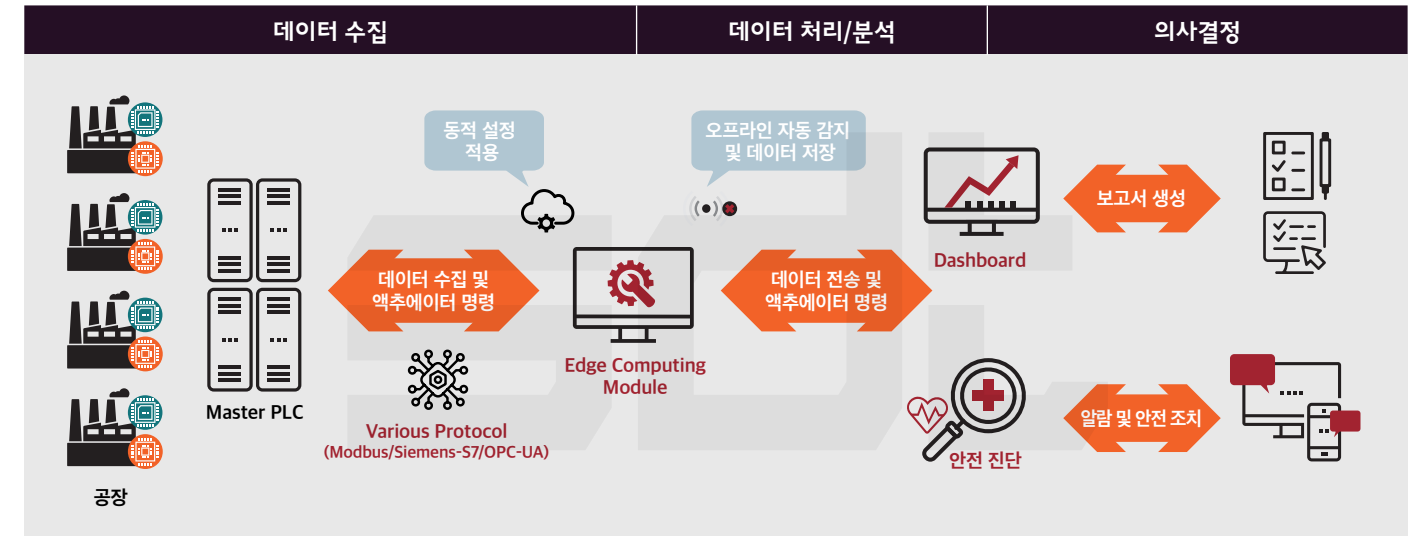 데이터 수집
데이터 처리/분석
의사결정
동적 설정
적용
오프라인 자동 감지
및 데이터 저장
보고서 생성
Dashboard
데이터 수집 및
액추에이터 명령
데이터 전송 및
액추에이터 명령
Edge Computing
Module
Master PLC
Various Protocol
(Modbus/Siemens-S7/OPC-UA)
알람 및 안전 조치
안전 진단
공장